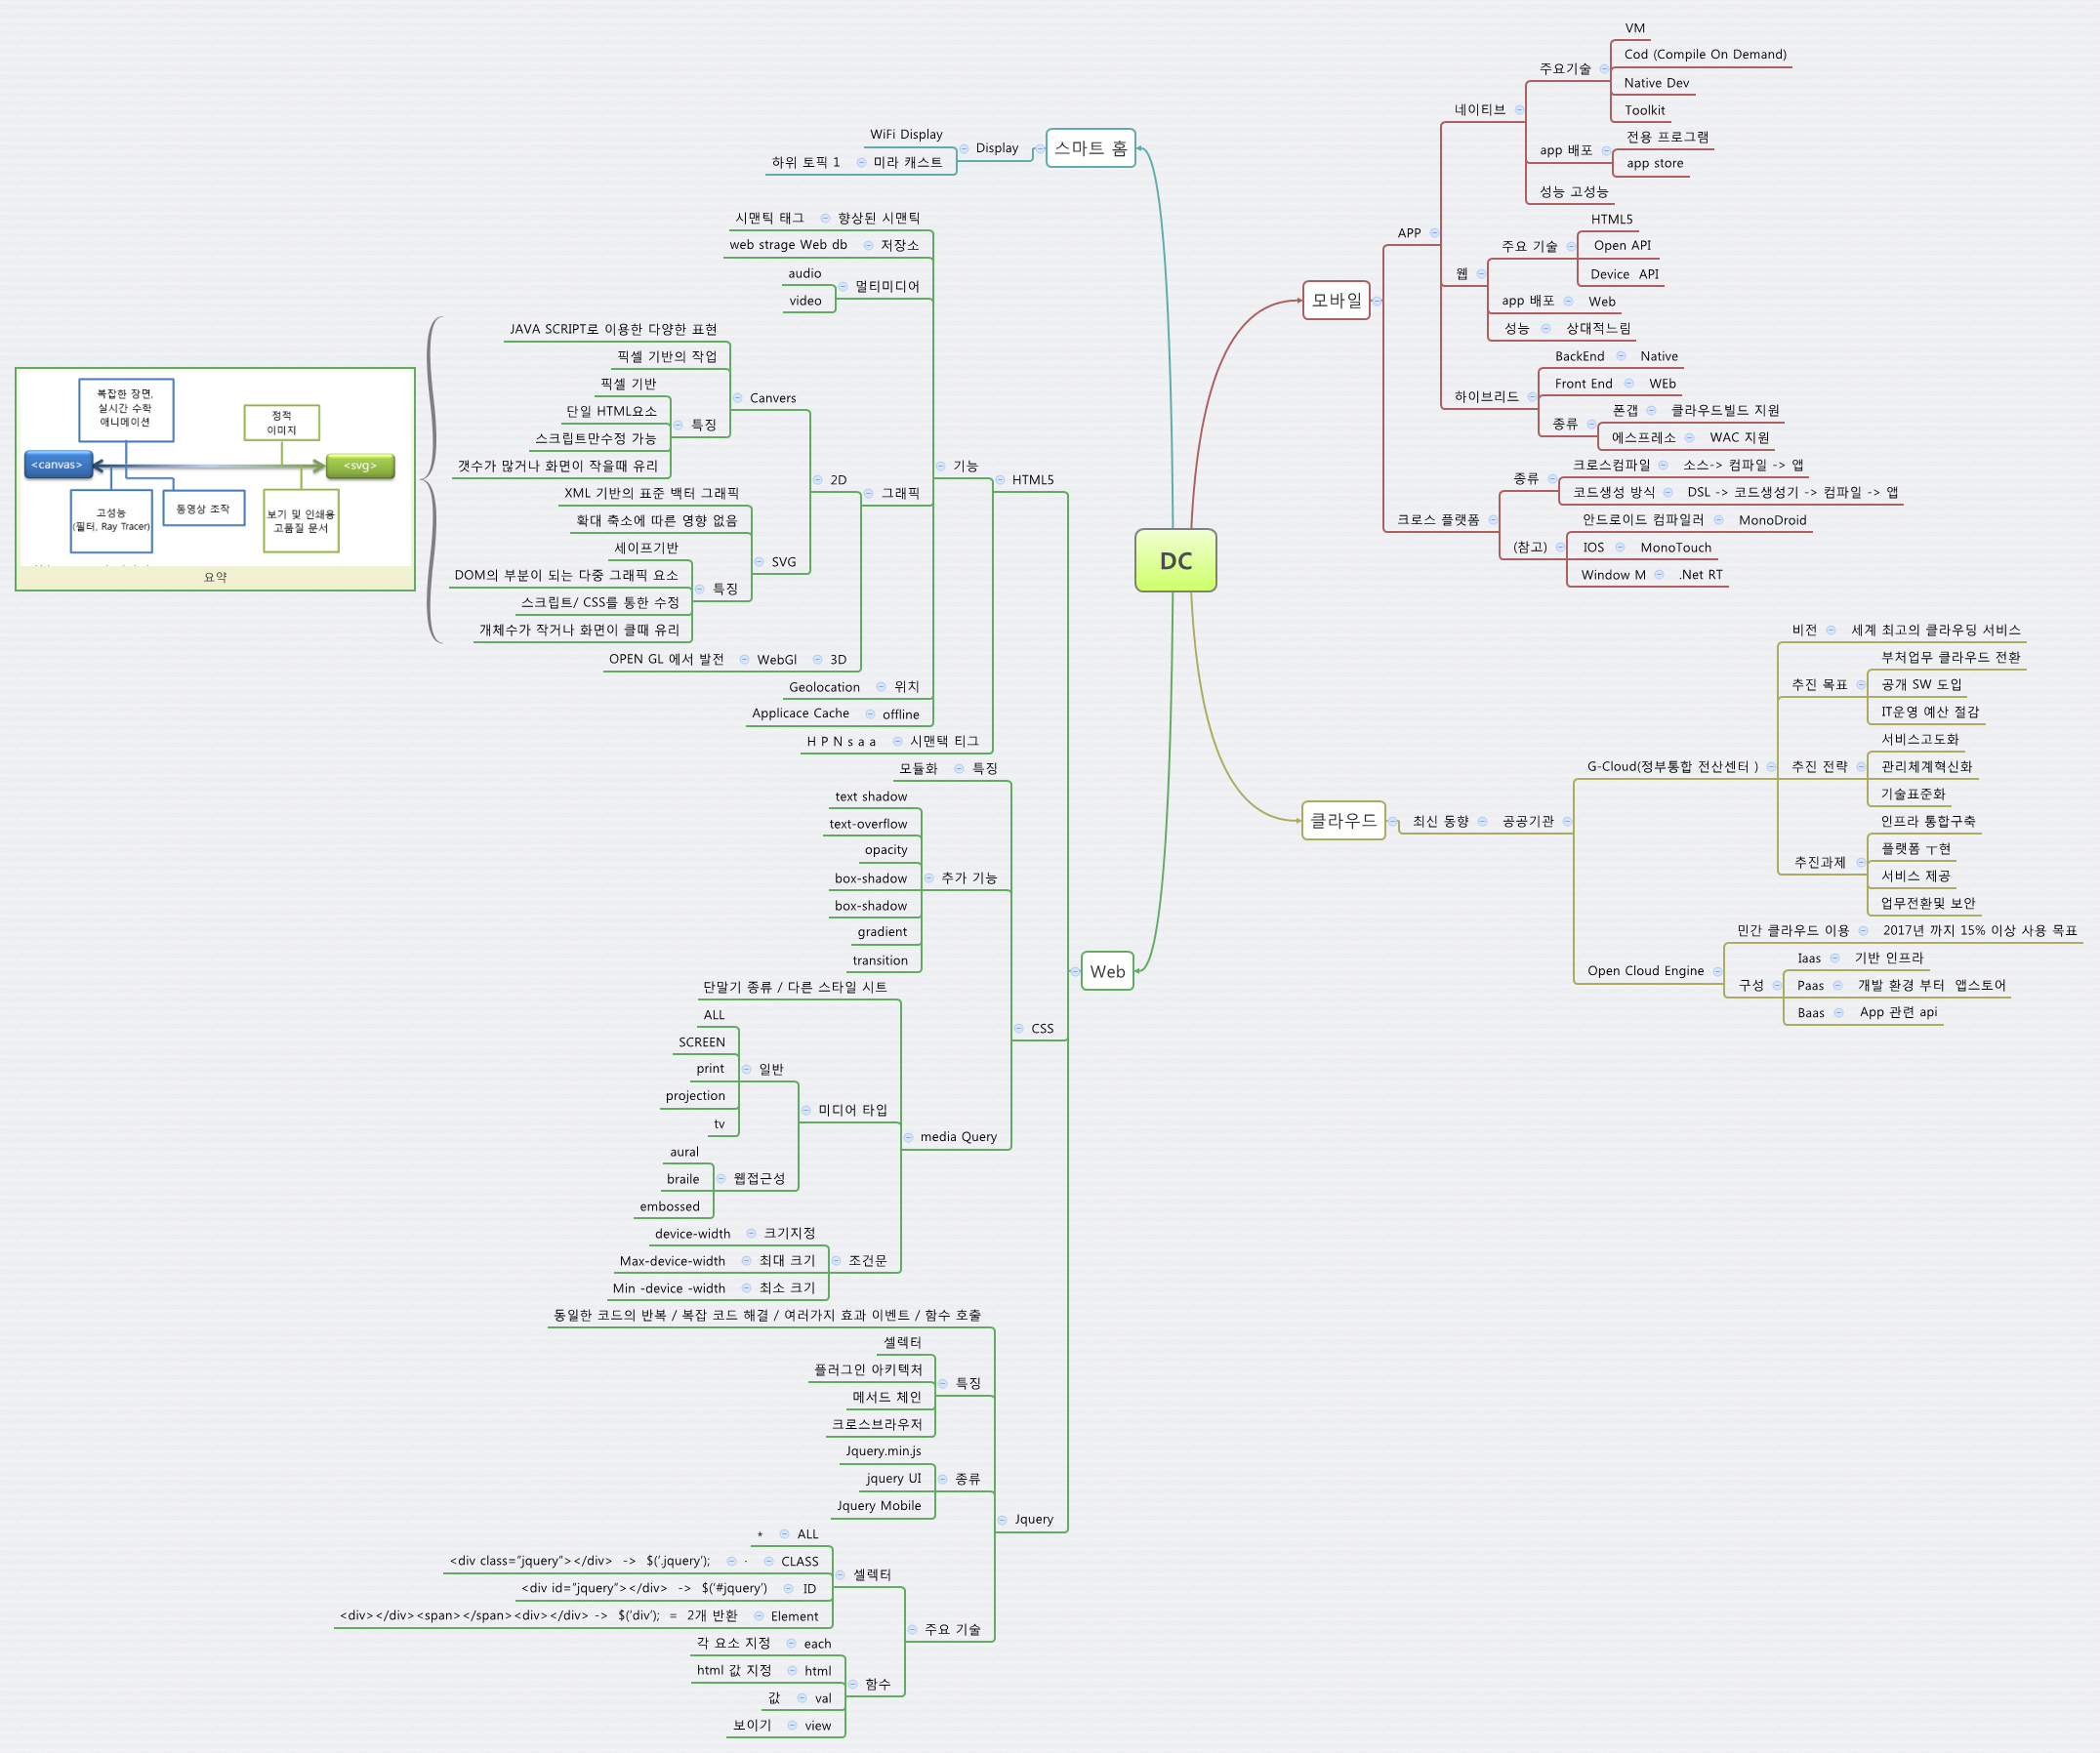 DC
스마트 홈
Display
WiFi Display
미라 캐스트
하위 토픽 1
모바일
APP
네이티브
주요기술
VM
Cod (Compile On Demand)
Native Dev
Toolkit
app 배포
전용 프로그램
app store
성능 고성능
웹
주요 기술
HTML5
Open API
Device  API
app 배포
Web
성능
상대적느림
하이브리드
BackEnd
Native
Front End
WEb
종류
폰갭
클라우드빌드 지원
에스프레소
WAC 지원
크로스 플랫폼
종류
크로스컴파일
소스-> 컴파일 -> 앱
코드생성 방식
DSL -> 코드생성기 -> 컴파일 -> 앱
(참고)
안드로이드 컴파일러
MonoDroid
IOS
MonoTouch
Window M
.Net RT
클라우드
최신 동향
공공기관
G-Cloud(정부통합 전산센터 )
비전
세계 최고의 클라우딩 서비스
추진 목표
부처업무 클라우드 전환
공개 SW 도입
IT운영 예산 절감
추진 전략
서비스고도화
관리체계혁신화
기술표준화
추진과제
인프라 통합구축
플랫폼 ㅜ현
서비스 제공
업무전환및 보안
Open Cloud Engine
민간 클라우드 이용
2017년 까지 15% 이상 사용 목표
구성
Iaas
기반 인프라
Paas
개발 환경 부터  앱스토어
Baas
App 관련 api
Web
HTML5
기능
향상된 시맨틱
시맨틱 태그
저장소
web strage Web db
멀티미디어
audio
video
그래픽
2D
Canvers
JAVA SCRIPT로 이용한 다양한 표현
픽셀 기반의 작업
특징
픽셀 기반
단일 HTML요소
스크립트만수정 가능
갯수가 많거나 화면이 작을때 유리
SVG
XML 기반의 표준 백터 그래픽
확대 축소에 따른 영향 없음
특징
세이프기반
DOM의 부분이 되는 다중 그래픽 요소
스크립트/ CSS를 통한 수정
개체수가 작거나 화면이 클때 유리
복잡한 장면,
실시간 수학
애니메이션
정적
이미지
<canvas>
<svg>
고성능
(필터, Ray Tracer)
동영상 조작
보기 및 인쇄용
고품질 문서
요약
3D
WebGl
OPEN GL 에서 발전
위치
Geolocation
offline
Applicace Cache
시맨택 티그
H P N s a a
CSS
특징
모듈화
추가 기능
text shadow
text-overflow
opacity
box-shadow
box-shadow
gradient
transition
media Query
단말기 종류 / 다른 스타일 시트
미디어 타입
일반
ALL
SCREEN
print
projection
tv
웹접근성
aural
braile
embossed
조건문
크기지정
device-width
최대 크기
Max-device-width
최소 크기
Min -device -width
Jquery
동일한 코드의 반복 / 복잡 코드 해결 / 여러가지 효과 이벤트 / 함수 호출
특징
셀렉터
플러그인 아키텍처
메서드 체인
크로스브라우저
종류
Jquery.min.js
jquery UI
Jquery Mobile
주요 기술
셀렉터
ALL
*
CLASS
.
<div class="jquery"></div>  ->  $('.jquery');
ID
<div id="jquery"></div>  ->  $('#jquery')
Element
<div></div><span></span><div></div> ->  $('div');  =  2개 반환
함수
each
각 요소 지정
html
html 값 지정
val
값
view
보이기